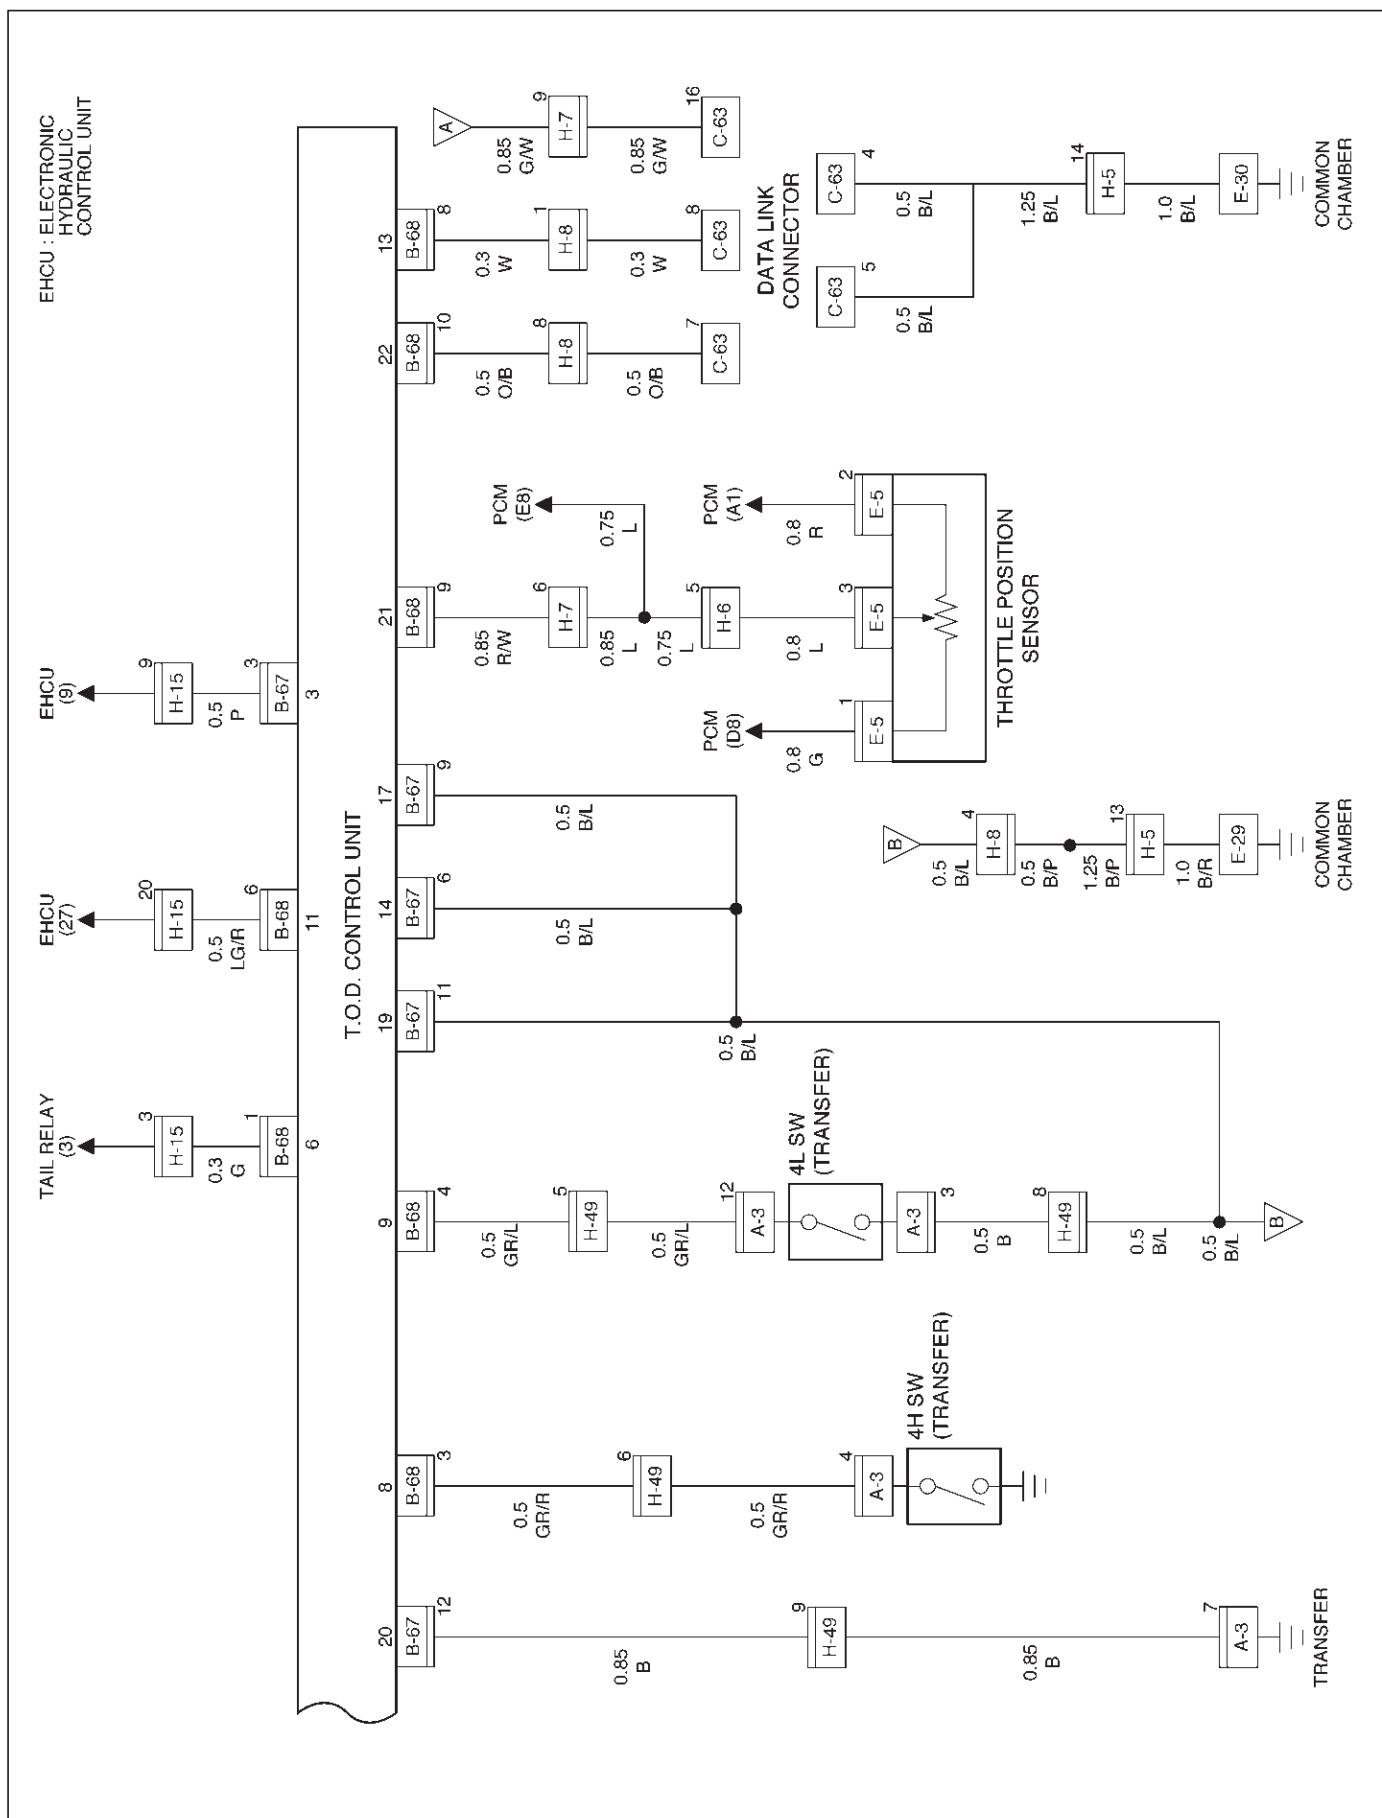 EHCU : ELECTRONIC
HYDRAULIC
CONTROL UNIT
TAIL RELAY
(3)
3
H-15
0.3
G
1
B-68
6
EHCU
(27)
20
H-15
0.5
LG/R
6
B-68
11
EHCU
(9)
9
H-15
0.5
P
3
B-67
3
T.O.D. CONTROL UNIT
20
B-67
12
0.85
B
9
H-49
0.85
B
7
A-3
TRANSFER
8
B-68
3
0.5
GR/R
6
H-49
0.5
GR/R
4
A-3
4H SW
(TRANSFER)
9
B-68
4
0.5
GR/L
5
H-49
0.5
GR/L
12
A-3
4L SW
(TRANSFER)
A-3
3
0.5
B
8
H-49
0.5
B/L
0.5
B/L
B
19
B-67
11
0.5
B/L
14
B-67
6
0.5
B/L
17
B-67
9
0.5
B/L
B
0.5
B/L
4
H-8
0.5
B/P
1.25
B/P
13
H-5
1.0
B/R
E-29
COMMON
CHAMBER
21
B-68
9
0.85
R/W
6
H-7
0.85
L
PCM
(E8)
0.75
L
0.75
L
5
H-6
0.8
L
3
E-5
PCM
(D8)
0.8
G
1
E-5
PCM
(A1)
0.8
R
2
E-5
THROTTLE POSITION
SENSOR
22
B-68
10
0.5
O/B
8
H-8
0.5
O/B
7
C-63
13
B-68
8
0.3
W
1
H-8
0.3
W
8
C-63
A
0.85
G/W
9
H-7
0.85
G/W
16
C-63
DATA LINK
CONNECTOR
C-63
5
0.5
B/L
C-63
4
0.5
B/L
1.25
B/L
14
H-5
1.0
B/L
E-30
COMMON
CHAMBER